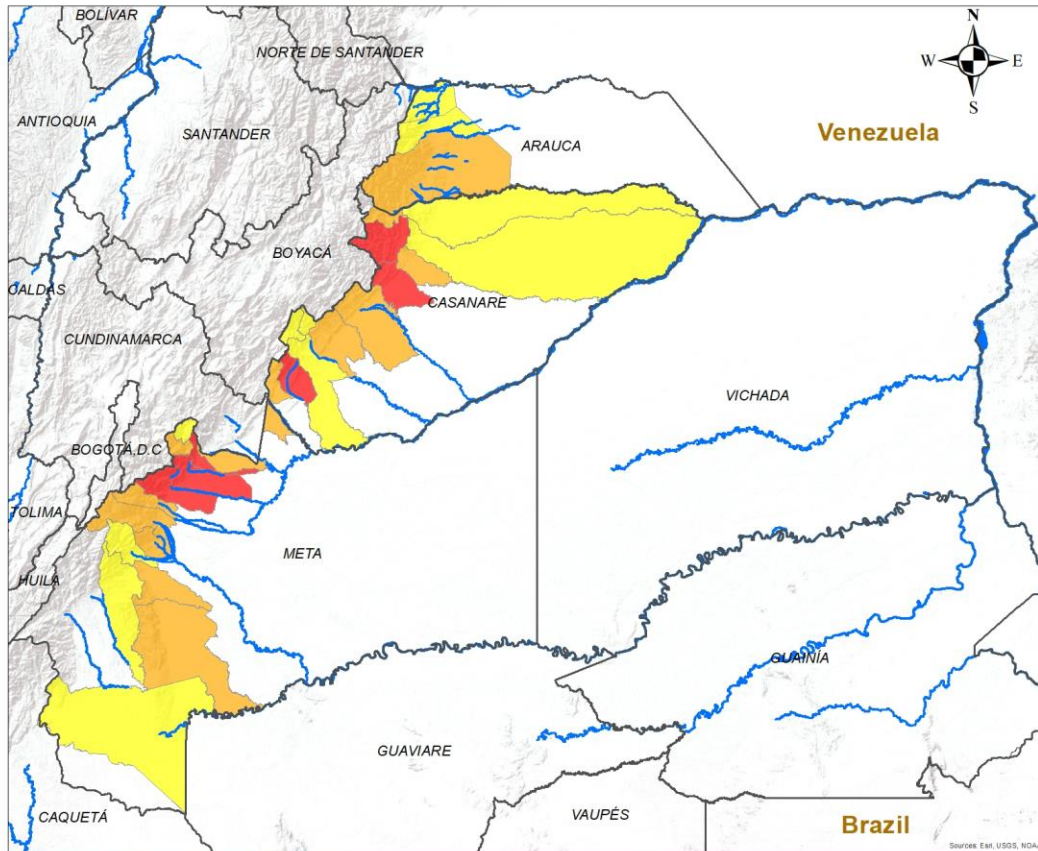 BOLÍVAR
NORTE DE SANTANDER
N
W E
S
ANTIOQUIA
SANTANDER
ARAUCA
Venezuela
BOYACÁ
CALDAS
CASANARE
CUNDINAMARCA
VICHADA
BOGOTÁ,D.C
TOLIMA
META
HUILA
GUAINÍA
GUAVIARE
CAQUETÁ
VAUPÉS
Brazil
Sources: Esri, USGS, NOAA